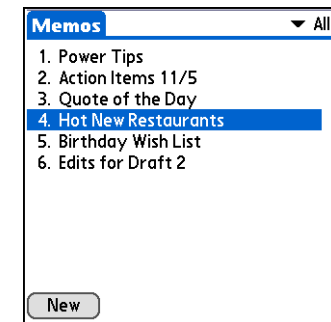 Memos All
1. Power Tips
2. Action Items 11/5
3. Quote of the Day
4. Hot New Restaurants
5. Birthday Wish List
6. Edits for Draft 2
New